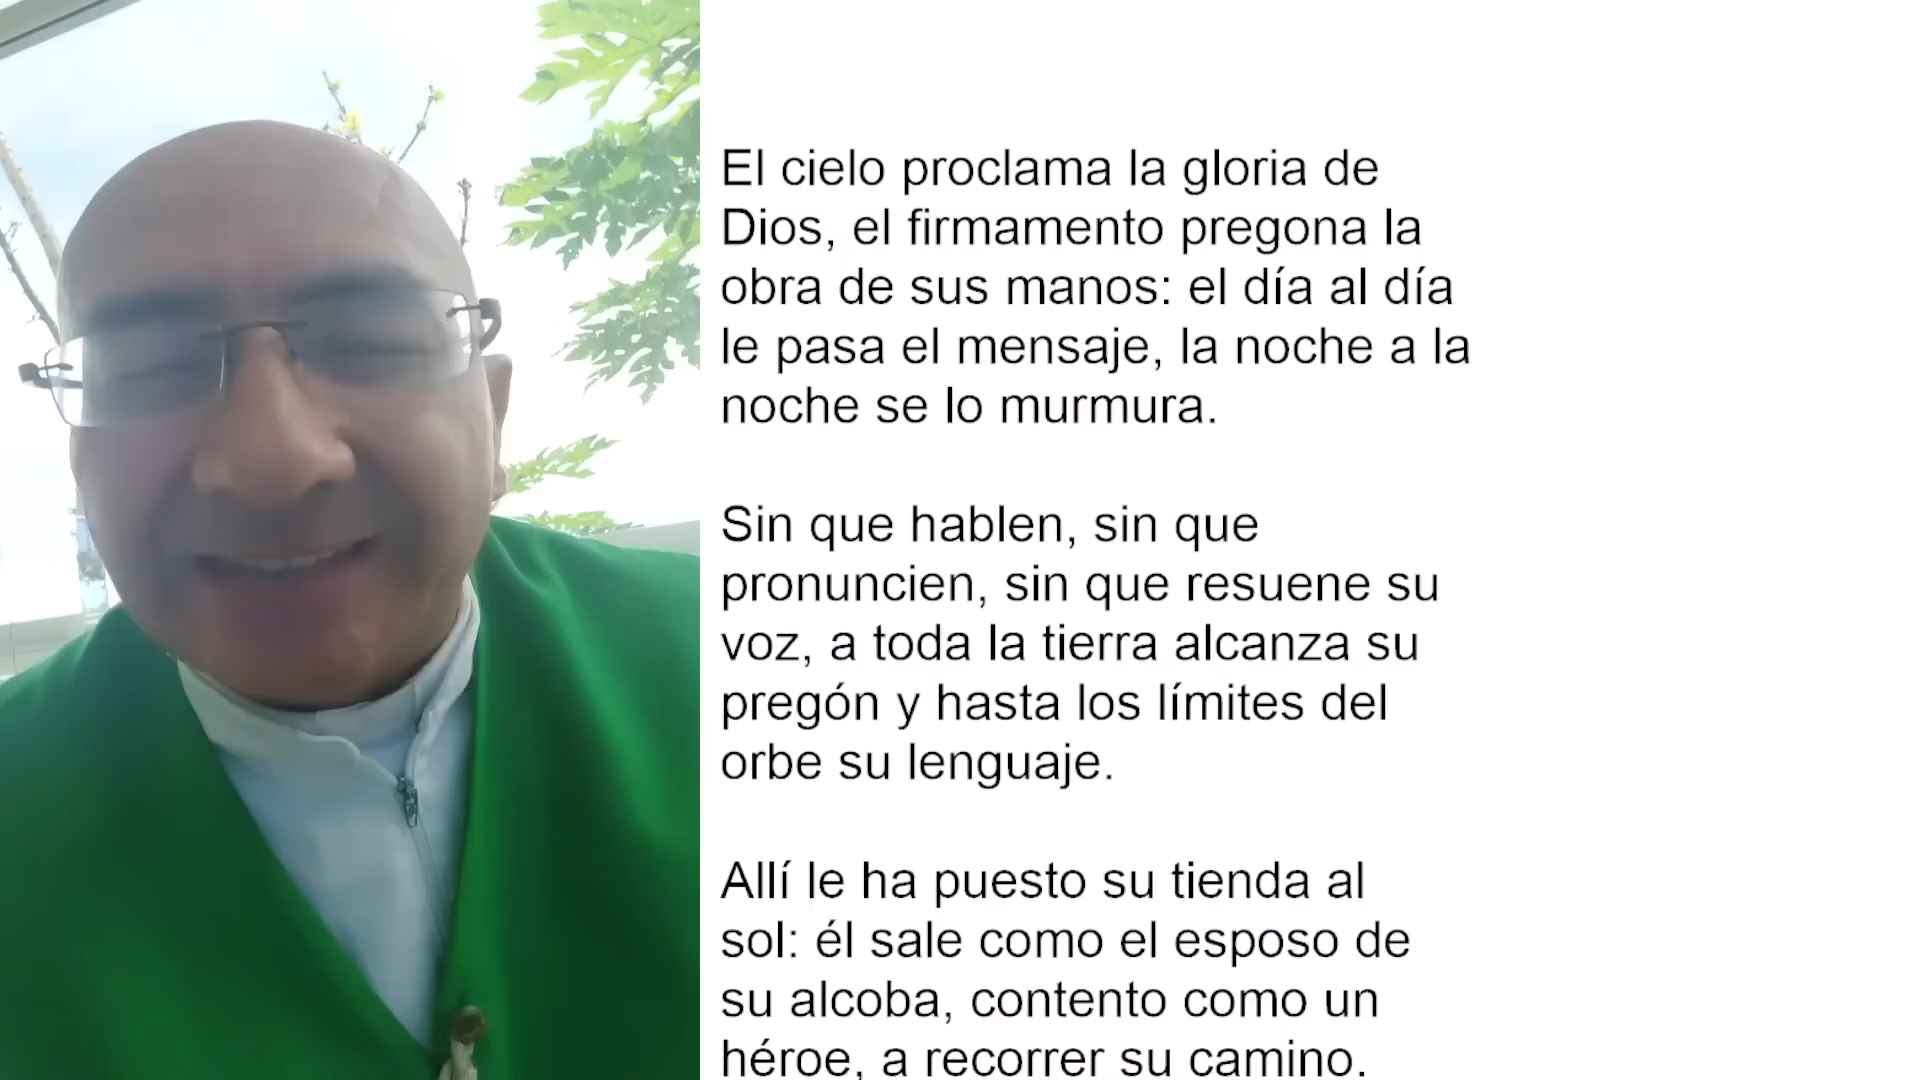 El cielo proclama la gloria de
Dios, el firmamento pregona la
obra de sus manos: el día al día
le pasa el mensaje, la noche a la
noche se lo murmura.
Sin que hablen, sin que
pronuncien, sin que resuene su
voz, a toda la tierra alcanza su
pregón y hasta los límites del
orbe su lenguaje.
Allí le ha puesto su tienda al
sol: él sale como el esposo de
su alcoba, contento como un
héroe, a recorrer su camino.